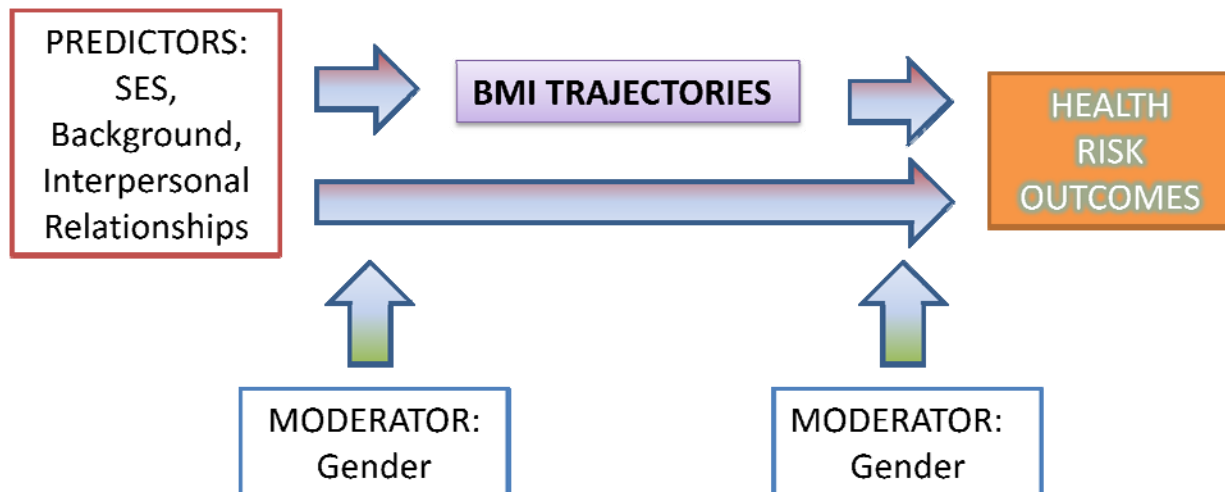 PREDICTORS:
SES,
Background,
Interpersonal
Relationships
BMI TRAJECTORIES
HEALTH
RISK
OUTCOMES
MODERATOR:
Gender
MODERATOR:
Gender